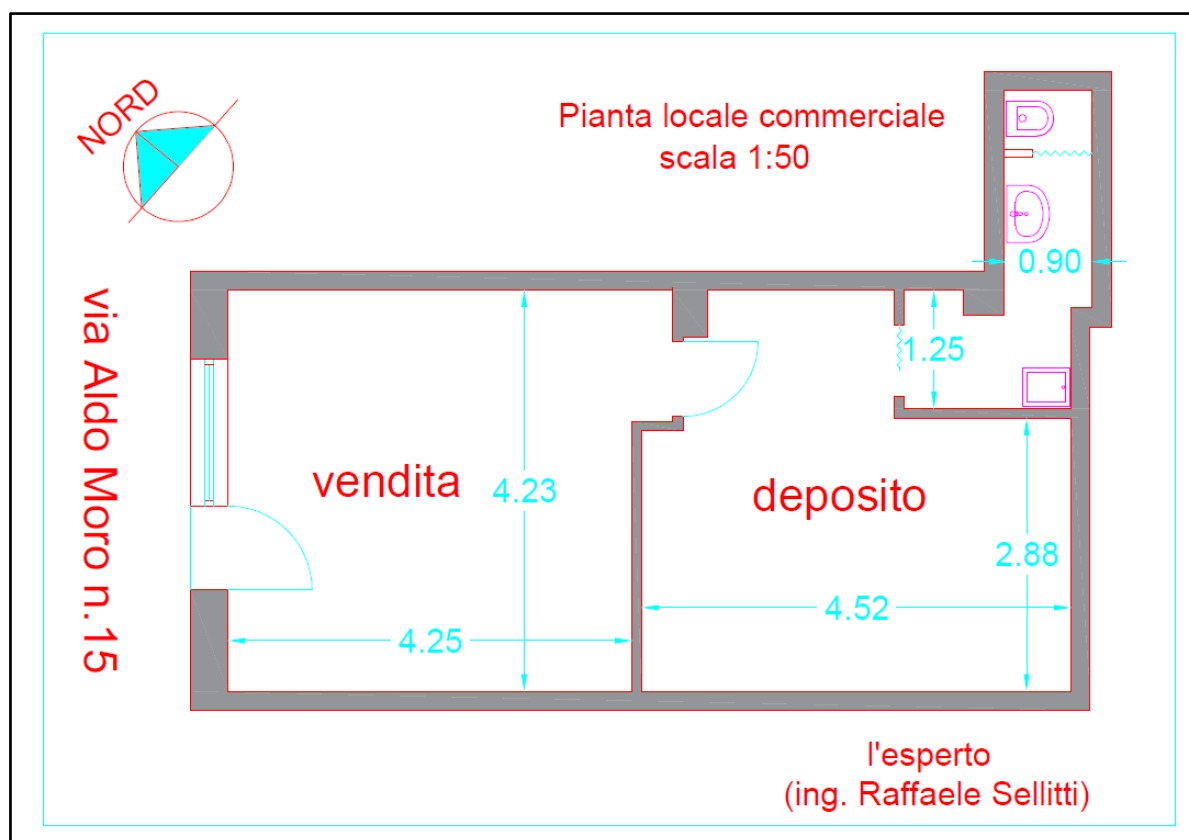 NORD
Pianta locale commerciale
scala 1:50
0.90
via Aldo Moro n.15
1.25
vendita
4.23
deposito
2.88
4.52
4.25
l'esperto
(ing. Raffaele Sellitti)